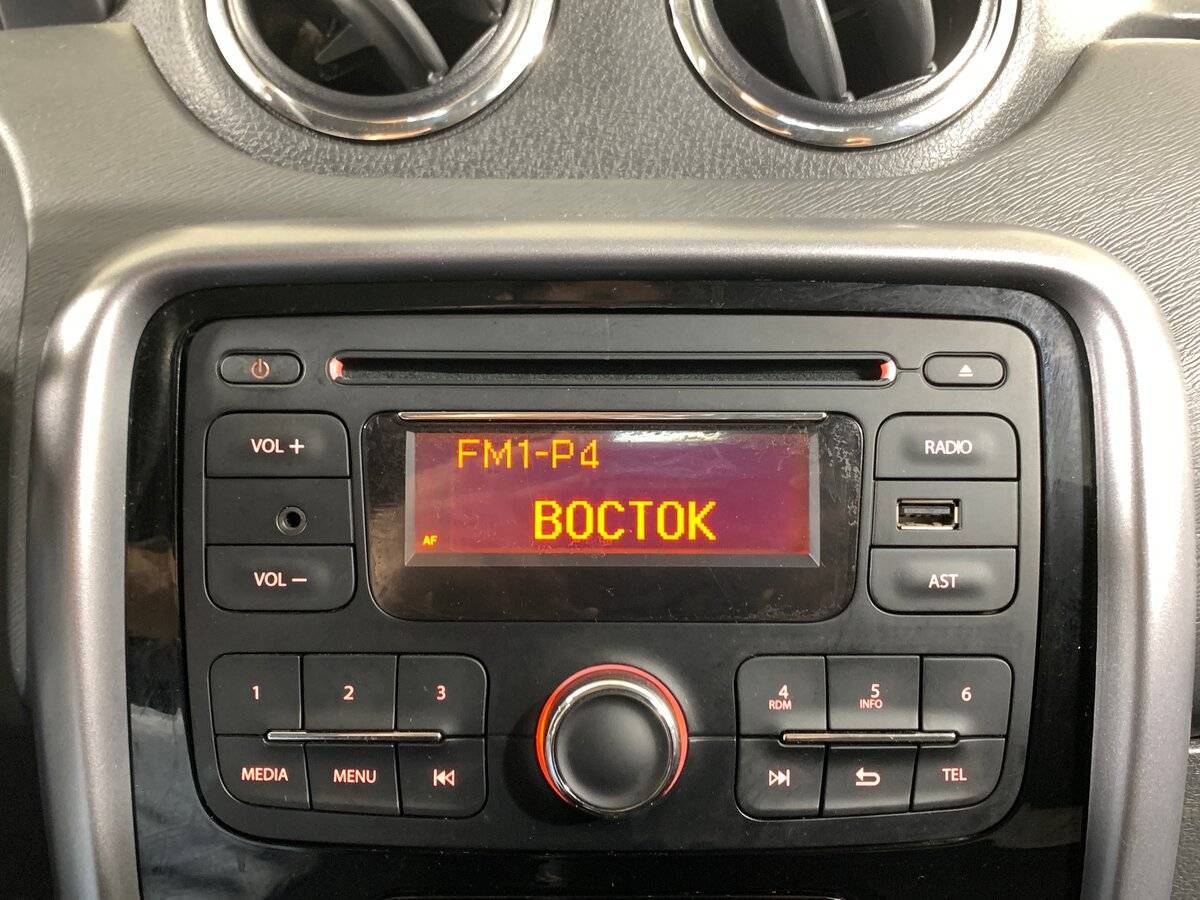 VOL +
RADIO
FM1-P4
ВОСТОК
AF
VOL −
AST
1
2
3
4
RDM
5
INFO
6
MEDIA
MENU
TEL